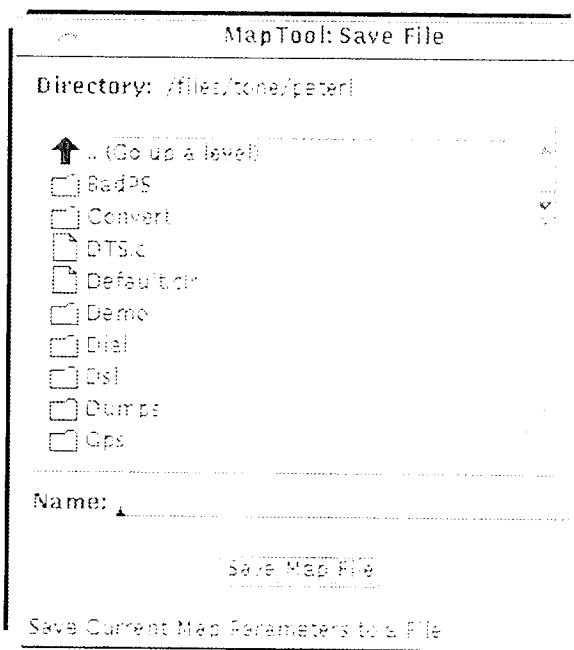 MapTool: Save File
Directory: /files/tone/peterl
.. (Go up a level)
BadPS
Convert
DTS.c
Default.clr
Demo
Dial
Dsl
Dumps
Gps
Name:
Save Map File
Save Current Map Parameters to a File